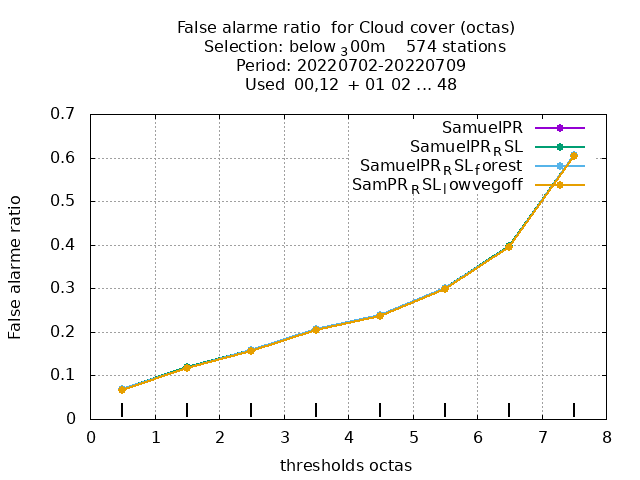 False alarme ratio  for Cloud cover (octas)
Selection: below ₃00m    574 stations
Period: 20220702-20220709
Used  00,12  + 01 02 ... 48
SamuelPR
SamuelPR_RSL
SamuelPR_RSL_forest
SamPR_RSL_lowvegoff
False alarme ratio
0.7
0.6
0.5
0.4
0.3
0.2
0.1
0
0 1 2 3 4 5 6 7 8
thresholds octas